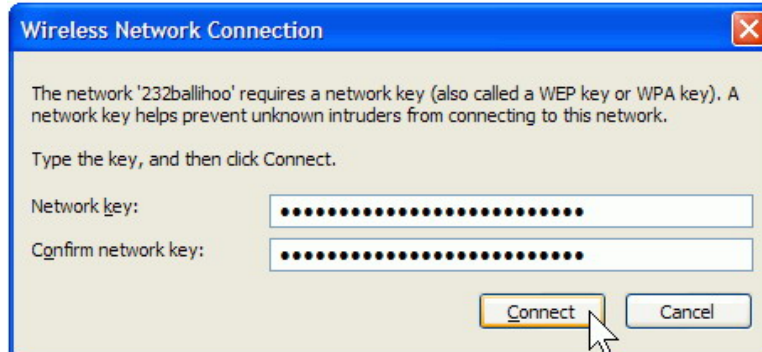 Wireless Network Connection
The network '232ballihoo' requires a network key (also called a WEP key or WPA key). A
network key helps prevent unknown intruders from connecting to this network.
Type the key, and then click Connect.
Network key: ••••••••••••••••••••••••••
Confirm network key: ••••••••••••••••••••••••••
Connect Cancel